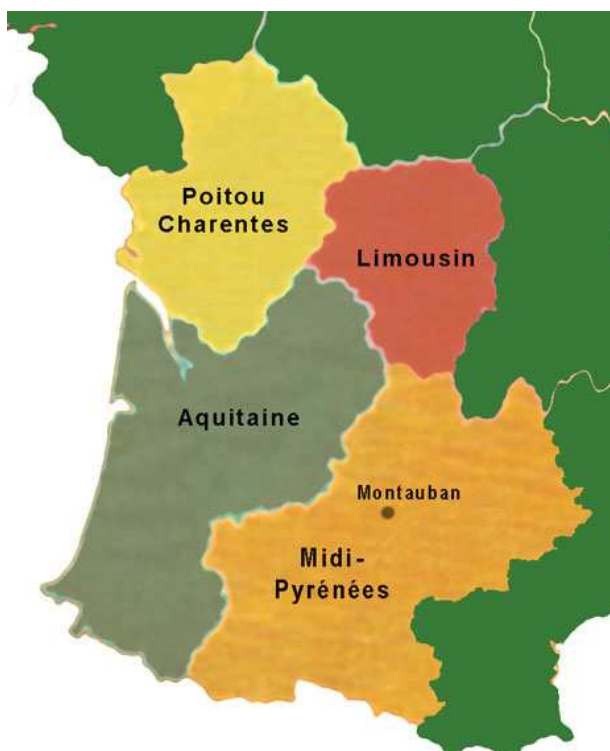 Poitou
Charentes
Limousin
Aquitaine
Montauban
Midi-
Pyrénées